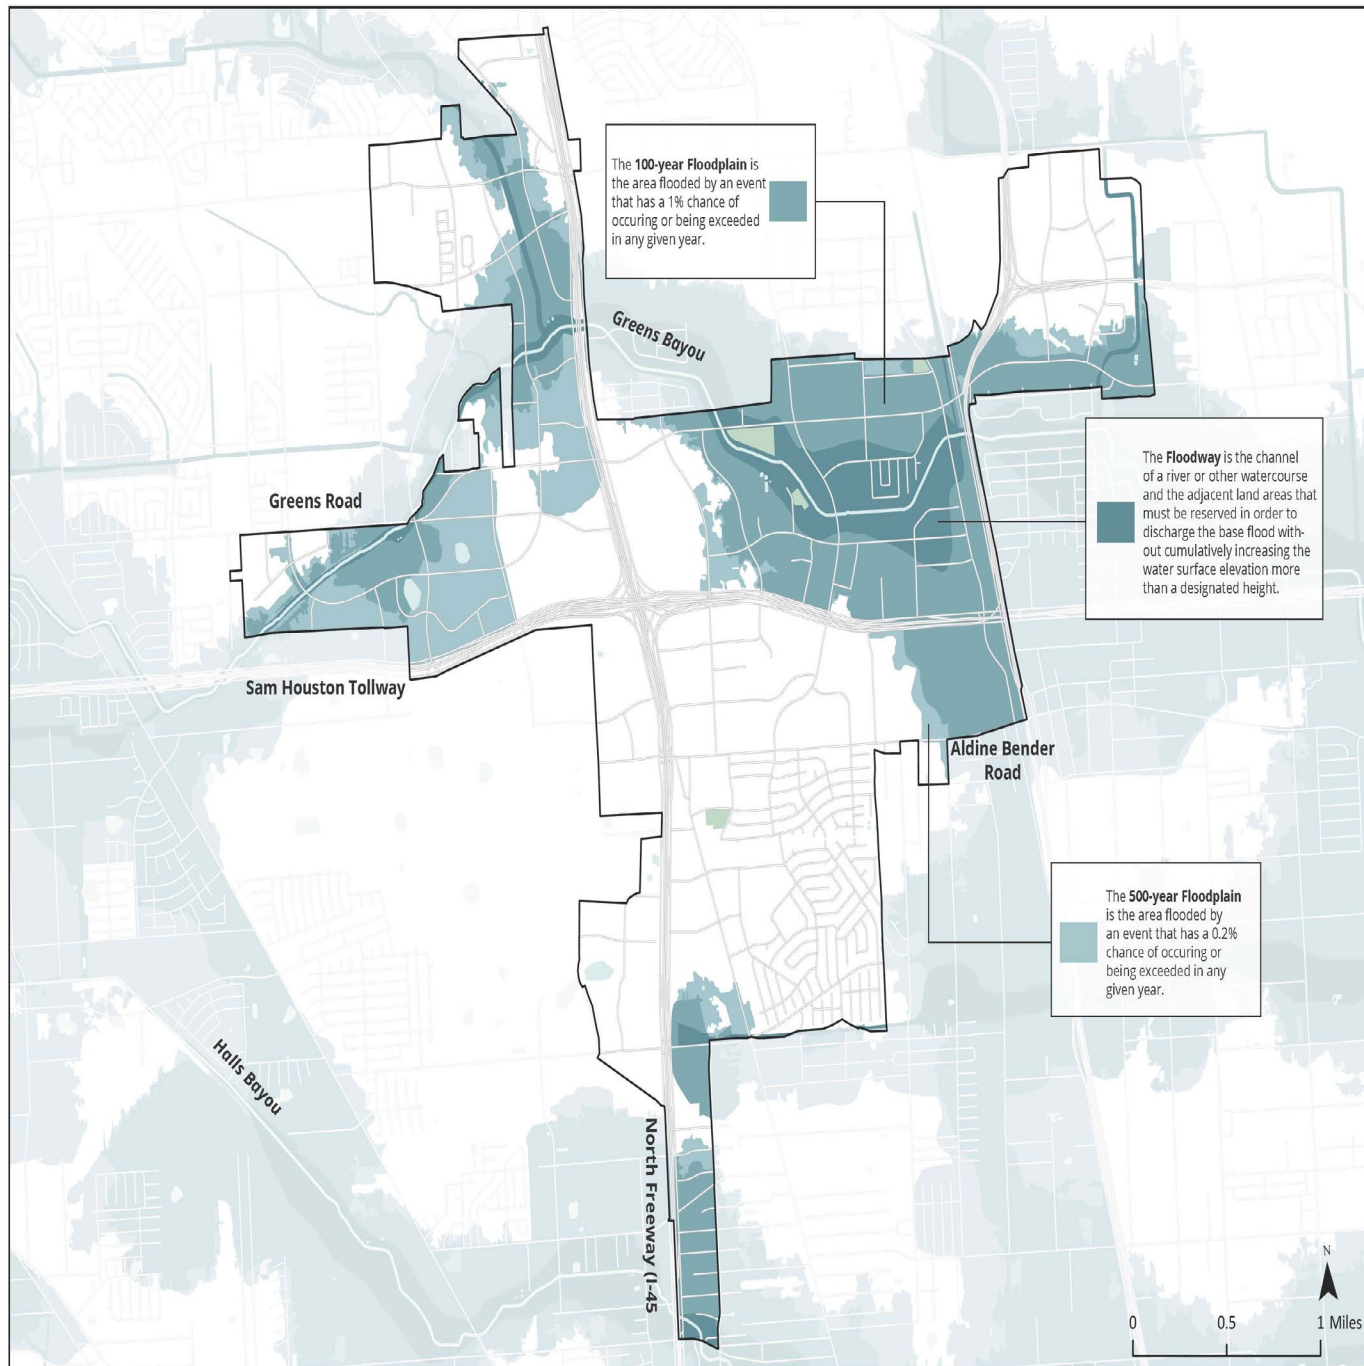 The 100-year Floodplain is
the area flooded by an event
that has a 1% chance of
occuring or being exceeded
in any given year.
Greens Bayou
The Floodway is the channel
of a river or other watercourse
and the adjacent land areas that
must be reserved in order to
discharge the base flood with-
out cumulatively increasing the
water surface elevation more
than a designated height.
Greens Road
Sam Houston Tollway
Aldine Bender
Road
The 500-year Floodplain
is the area flooded by
an event that has a 0.2%
chance of occuring or
being exceeded in any
given year.
Halls Bayou
North Freeway (I-45
N
0 0.5 1 Miles